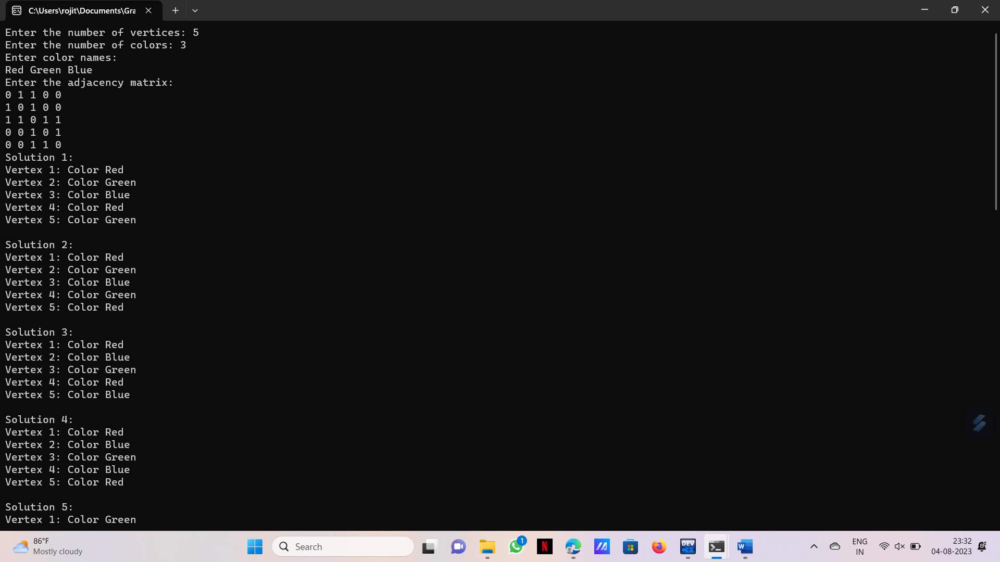 C:\Users\rojit\Documents\Gra
Enter the number of vertices: 5
Enter the number of colors: 3
Enter color names:
Red Green Blue
Enter the adjacency matrix:
0 1 1 0 0
1 0 1 0 0
1 1 0 1 1
0 0 1 0 1
0 0 1 1 0
Solution 1:
Vertex 1: Color Red
Vertex 2: Color Green
Vertex 3: Color Blue
Vertex 4: Color Red
Vertex 5: Color Green
Solution 2:
Vertex 1: Color Red
Vertex 2: Color Green
Vertex 3: Color Blue
Vertex 4: Color Green
Vertex 5: Color Red
Solution 3:
Vertex 1: Color Red
Vertex 2: Color Blue
Vertex 3: Color Green
Vertex 4: Color Red
Vertex 5: Color Blue
Solution 4:
Vertex 1: Color Red
Vertex 2: Color Blue
Vertex 3: Color Green
Vertex 4: Color Blue
Vertex 5: Color Red
Solution 5:
Vertex 1: Color Green
86°F
Mostly cloudy
Search
1
N
DEV
W
ENG
IN
23:32
04-08-2023